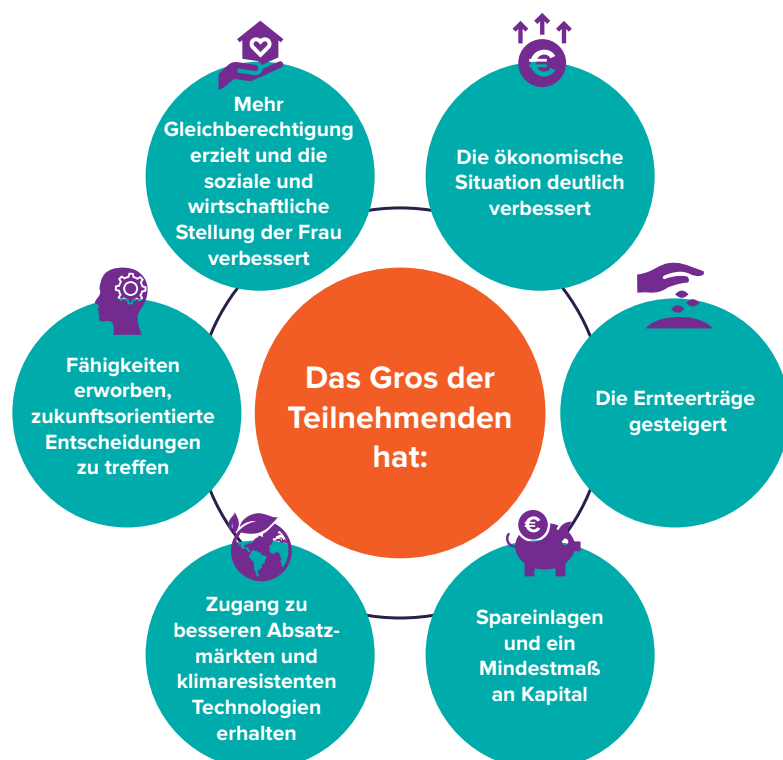 Das Gros der
Teilnehmenden
hat:
Mehr
Gleichberechtigung
erzielt und die
soziale und
wirtschaftliche
Stellung der Frau
verbessert
Die ökonomische
Situation deutlich
verbessert
Die Ernteerträge
gesteigert
Spareinlagen
und ein
Mindestmaß
an Kapital
Zugang zu
besseren Absatz-
märkten und
klimaresistenten
Technologien
erhalten
Fähigkeiten
erworben,
zukunftsorientierte
Entscheidungen
zu treffen